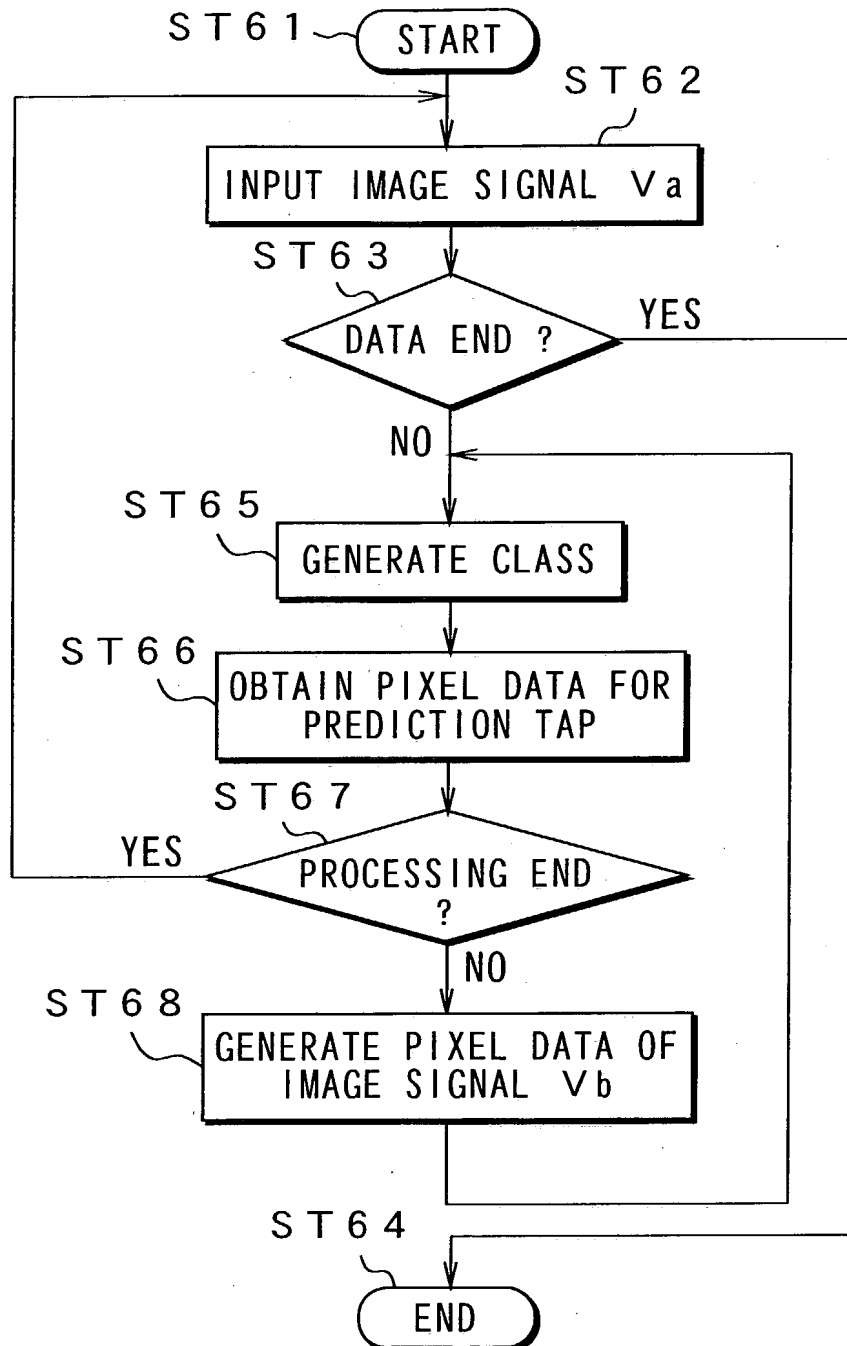 ST61
START
ST62
INPUT IMAGE SIGNAL Va
ST63
DATA END ?
YES
NO
ST65
GENERATE CLASS
ST66
OBTAIN PIXEL DATA FOR
PREDICTION TAP
ST67
YES
PROCESSING END
?
NO
ST68
GENERATE PIXEL DATA OF
IMAGE SIGNAL Vb
ST64
END